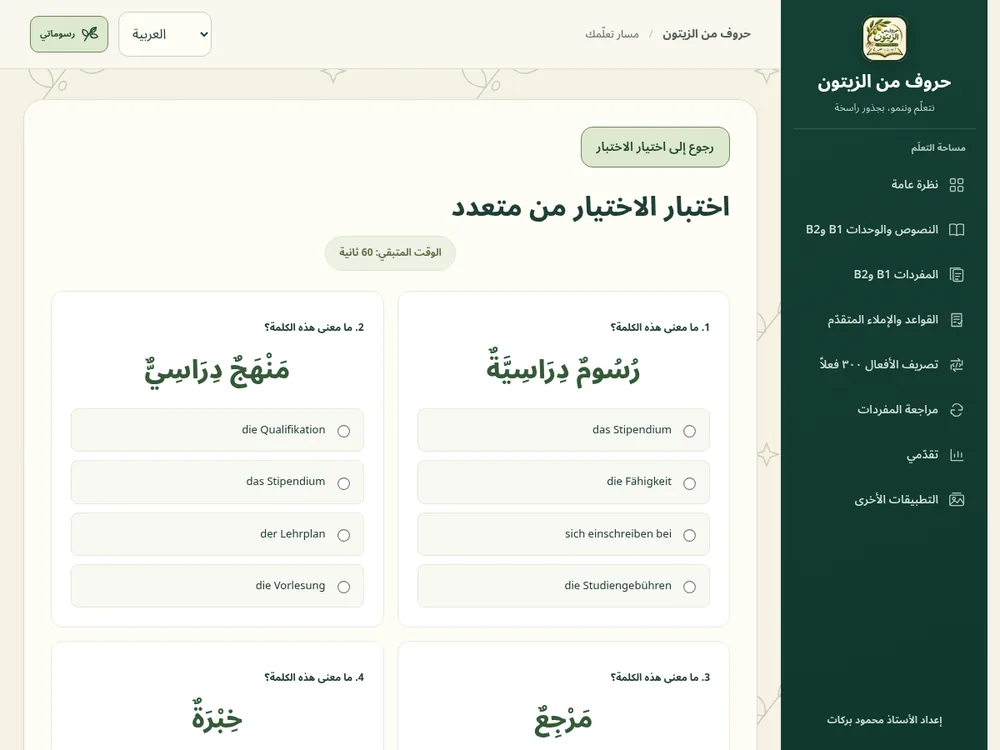 حروف من الزيتون
نتعلّم وننمو، بجذور راسخة
مساحة التعلّم
نظرة عامة
النصوص والوحدات B1 وB2
المفردات B1 وB2
القواعد والإملاء المتقدّم
تصريف الأفعال ٣٠٠ فعلاً
مراجعة المفردات
تقدّمي
التطبيقات الأخرى
إعداد الأستاذ محمود بركات
حروف من الزيتون / مسار تعلّمك
العربية
رسوماتي
رجوع إلى اختيار الاختبار
اختبار الاختيار من متعدد
الوقت المتبقي: 60 ثانية
1. ما معنى هذه الكلمة؟
رُسُومٌ دِرَاسِيَّةٌ
das Stipendium
die Fähigkeit
sich einschreiben bei
die Studiengebühren
2. ما معنى هذه الكلمة؟
مَنْهَجٌ دِرَاسِيٌّ
die Qualifikation
das Stipendium
der Lehrplan
die Vorlesung
3. ما معنى هذه الكلمة؟
مَرْجِعٌ
4. ما معنى هذه الكلمة؟
خِبْرَةٌ